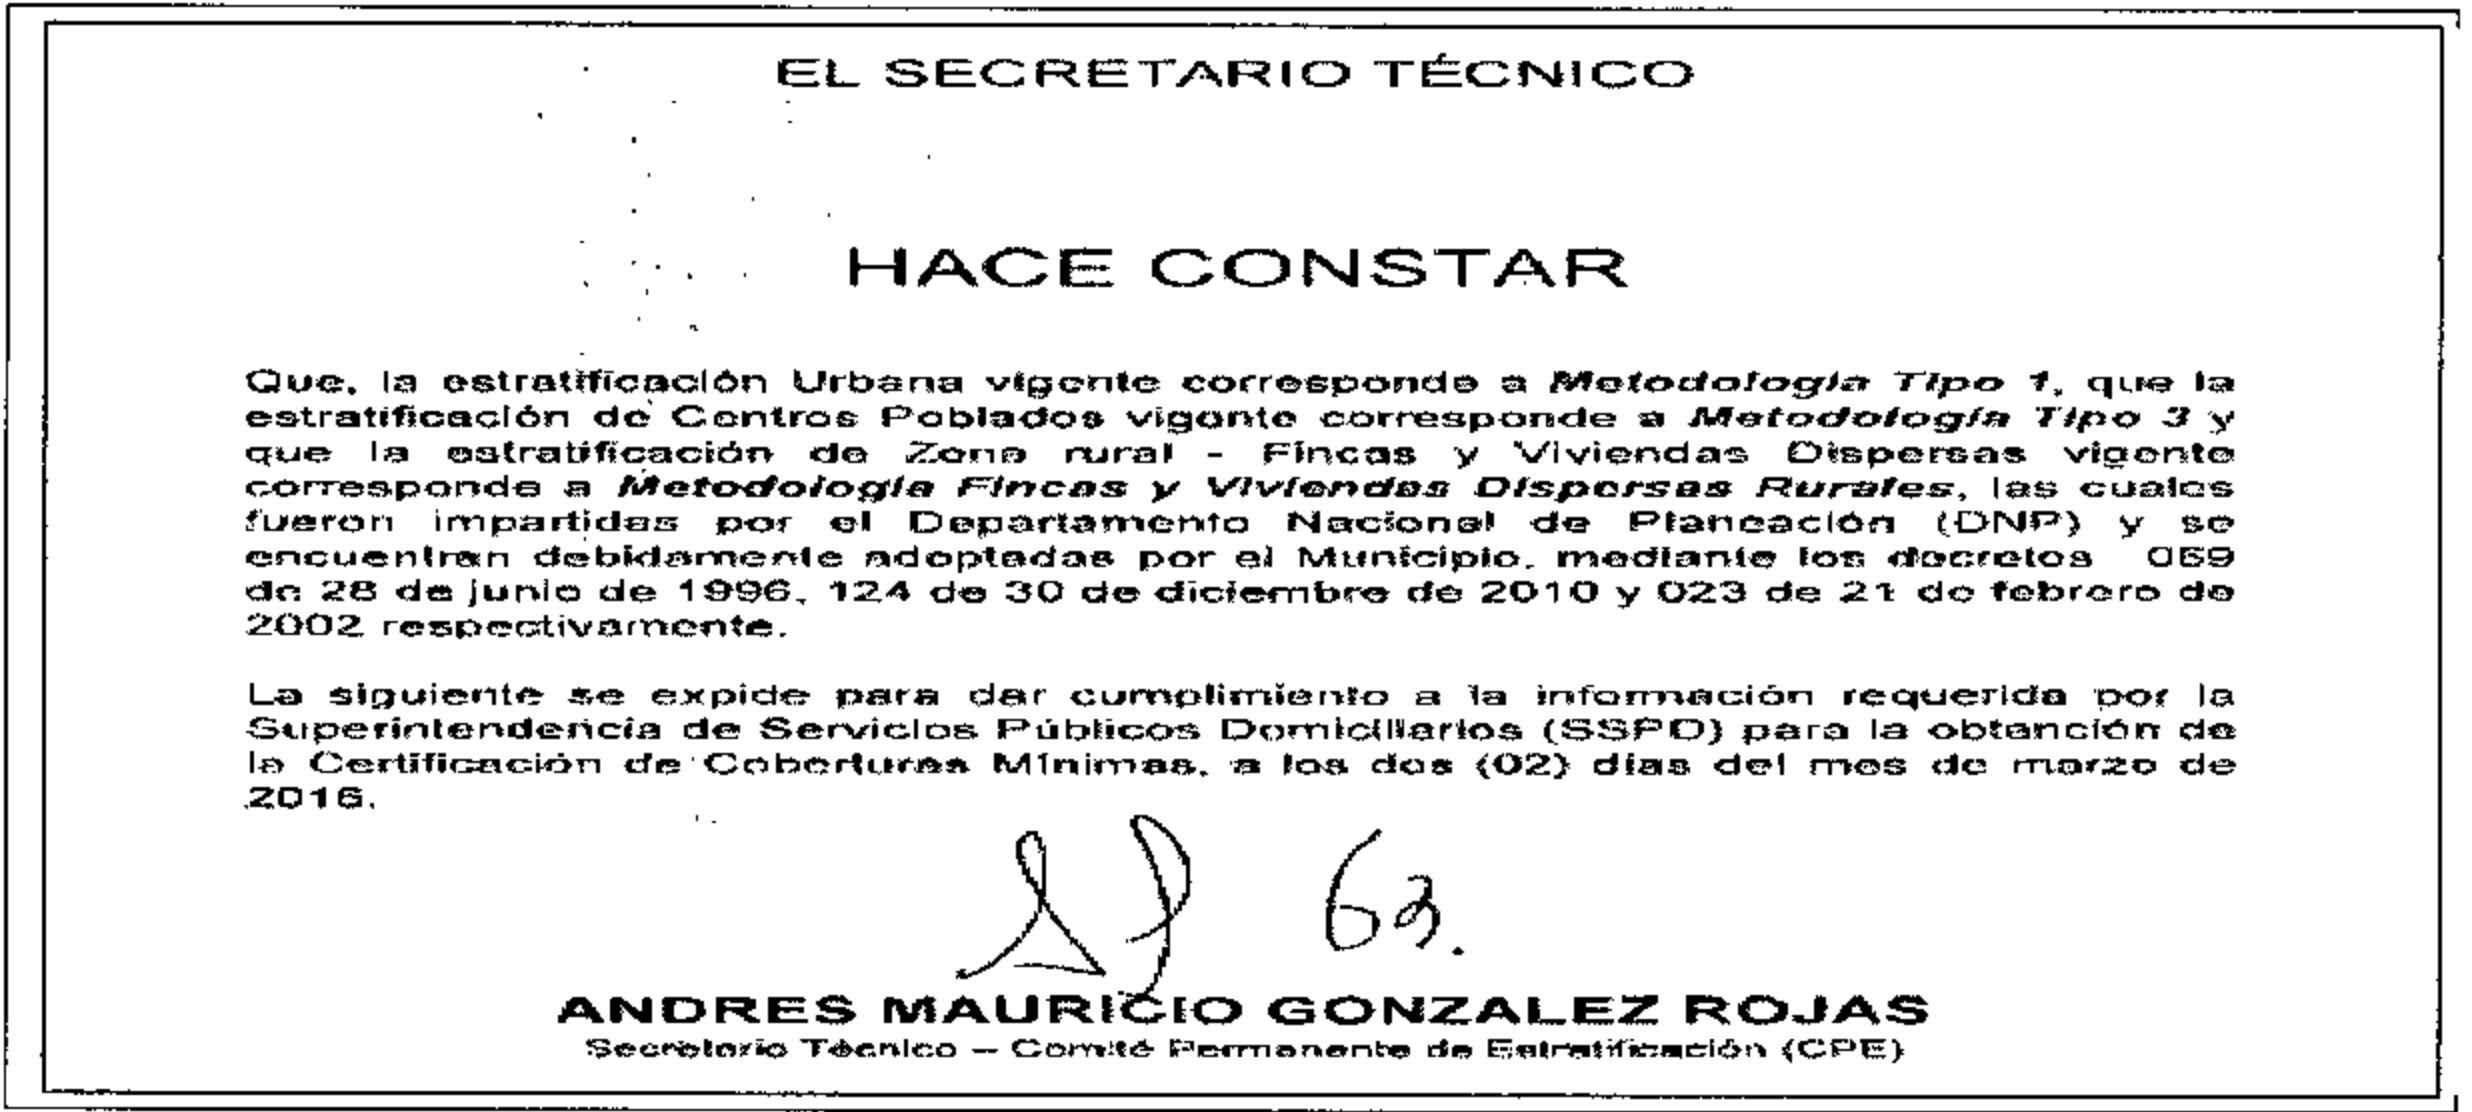 EL SECRETARIO TÉCNICO
HACE CONSTAR
Que, la estratificación Urbana vigente corresponde a Metodología Tipo 1, que la
estratificación de Centros Poblados vigente corresponde a Metodología Tipo 3 y
que la estratificación de Zona rural - Fincas y Viviendas Dispersas vigente
corresponde a Metodología Fincas y Viviendas Dispersas Rurales, las cuales
fueron impartidas por el Departamento Nacional de Planeación (DNP) y se
encuentran debidamente adoptadas por el Municipio, mediante los decretos 069
de 28 de junio de 1996, 124 de 30 de diciembre de 2010 y 023 de 21 de febrero de
2002 respectivamente.
La siguiente se expide para dar cumplimiento a la información requerida por la
Superintendencia de Servicios Públicos Domiciliarios (SSPD) para la obtención de
la Certificación de Coberturas Mínimas, a los dos (02) días del mes de marzo de
2016.
ANDRES MAURICIO GONZALEZ ROJAS
Secretario Técnico – Comité Permanente de Estratificación (CPE)